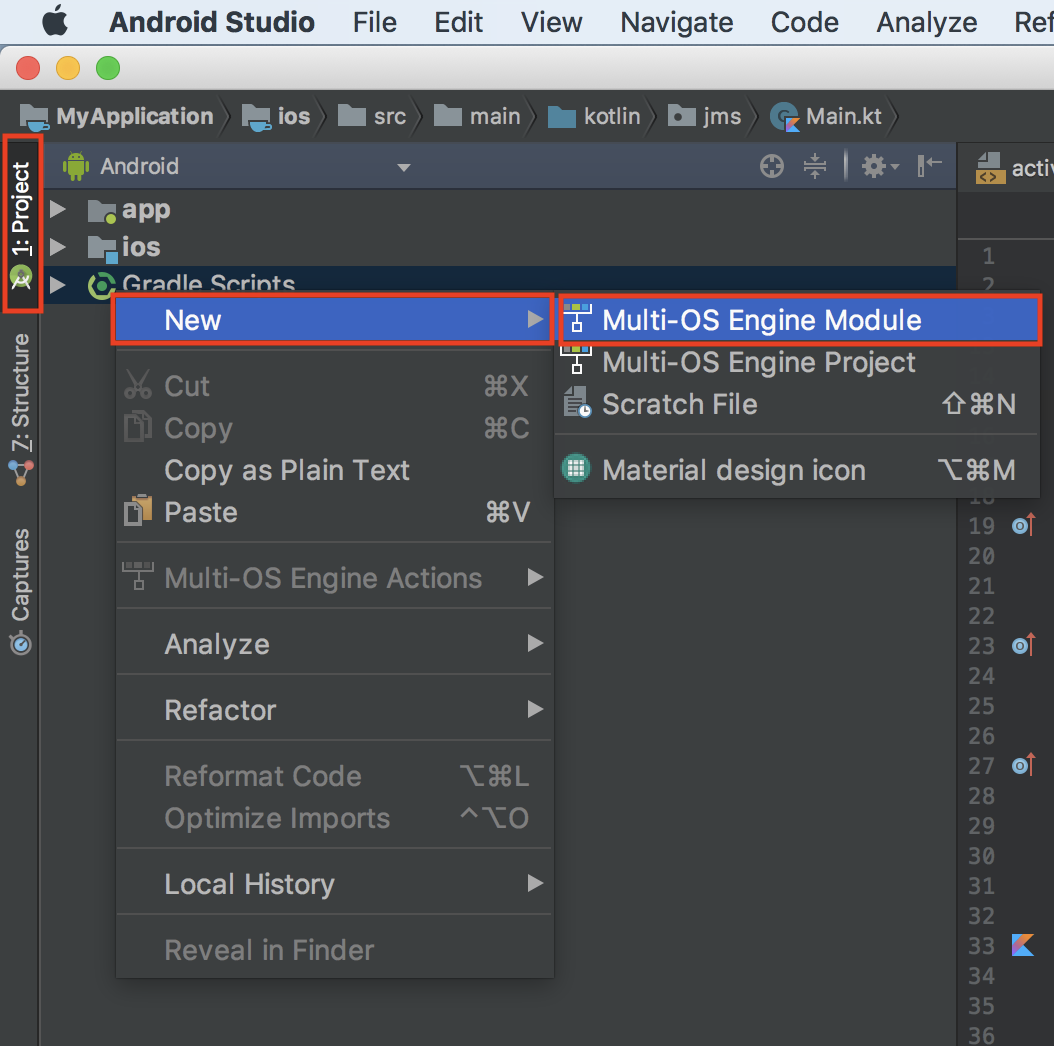 Android Studio File Edit View Navigate Code Analyze Ref
MyApplication ios src main kotlin jms Main.kt
1: Project
7: Structure
Captures
Android
activ
app
ios
Gradle Scripts
New
Cut ⌘X
Copy ⌘C
Copy as Plain Text
Paste ⌘V
Multi-OS Engine Actions
Analyze
Refactor
Reformat Code ⌥⌘L
Optimize Imports ^⌥O
Local History
Reveal in Finder
Multi-OS Engine Module
Multi-OS Engine Project
Scratch File ⇧⌘N
Material design icon ⌥⌘M
1
2
18
19
20
21
22
23
24
25
26
27
28
29
30
31
32
33
34
35
36